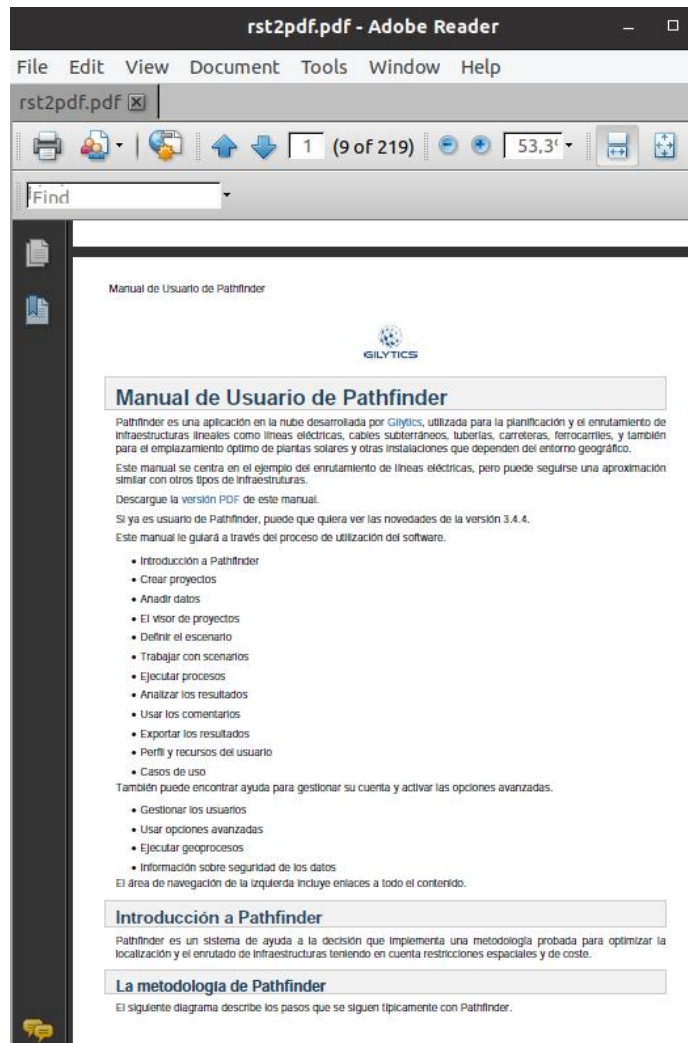 rst2pdf.pdf - Adobe Reader
File Edit View Document Tools Window Help
rst2pdf.pdf
1 (9 of 219) 53,3
Find
Manual de Usuario de Pathfinder
GILYTICS
Manual de Usuario de Pathfinder
Pathfinder es una aplicación en la nube desarrollada por Gilytics, utilizada para la planificación y el enrutamiento de
infraestructuras lineales como líneas eléctricas, cables subterráneos, tuberías, carreteras, ferrocarriles, y también
para el emplazamiento óptimo de plantas solares y otras instalaciones que dependen del entorno geográfico.
Este manual se centra en el ejemplo del enrutamiento de líneas eléctricas, pero puede seguirse una aproximación
similar con otros tipos de infraestruturas.
Descargue la versión PDF de este manual.
Si ya es usuario de Pathfinder, puede que quiera ver las novedades de la versión 3.4.4.
Este manual le guiará a través del proceso de utilización del software.
• Introducción a Pathfinder
• Crear proyectos
• Anadir datos
• El visor de proyectos
• Definir el escenario
• Trabajar con scenarios
• Ejecutar procesos
• Analizar los resultados
• Usar los comentarios
• Exportar los resultados
• Perfil y recursos del usuario
• Casos de uso
También puede encontrar ayuda para gestionar su cuenta y activar las opciones avanzadas.
• Gestionar los usuarios
• Usar opciones avanzadas
• Ejecutar geoprocesos
• Información sobre seguridad de los datos
El área de navegación de la izquierda incluye enlaces a todo el contenido.
Introducción a Pathfinder
Pathfinder es un sistema de ayuda a la decisión que implementa una metodología probada para optimizar la
localización y el enrutado de infraestructuras teniendo en cuenta restricciones espaciales y de coste.
La metodología de Pathfinder
El siguiente diagrama describe los pasos que se siguen típicamente con Pathfinder.